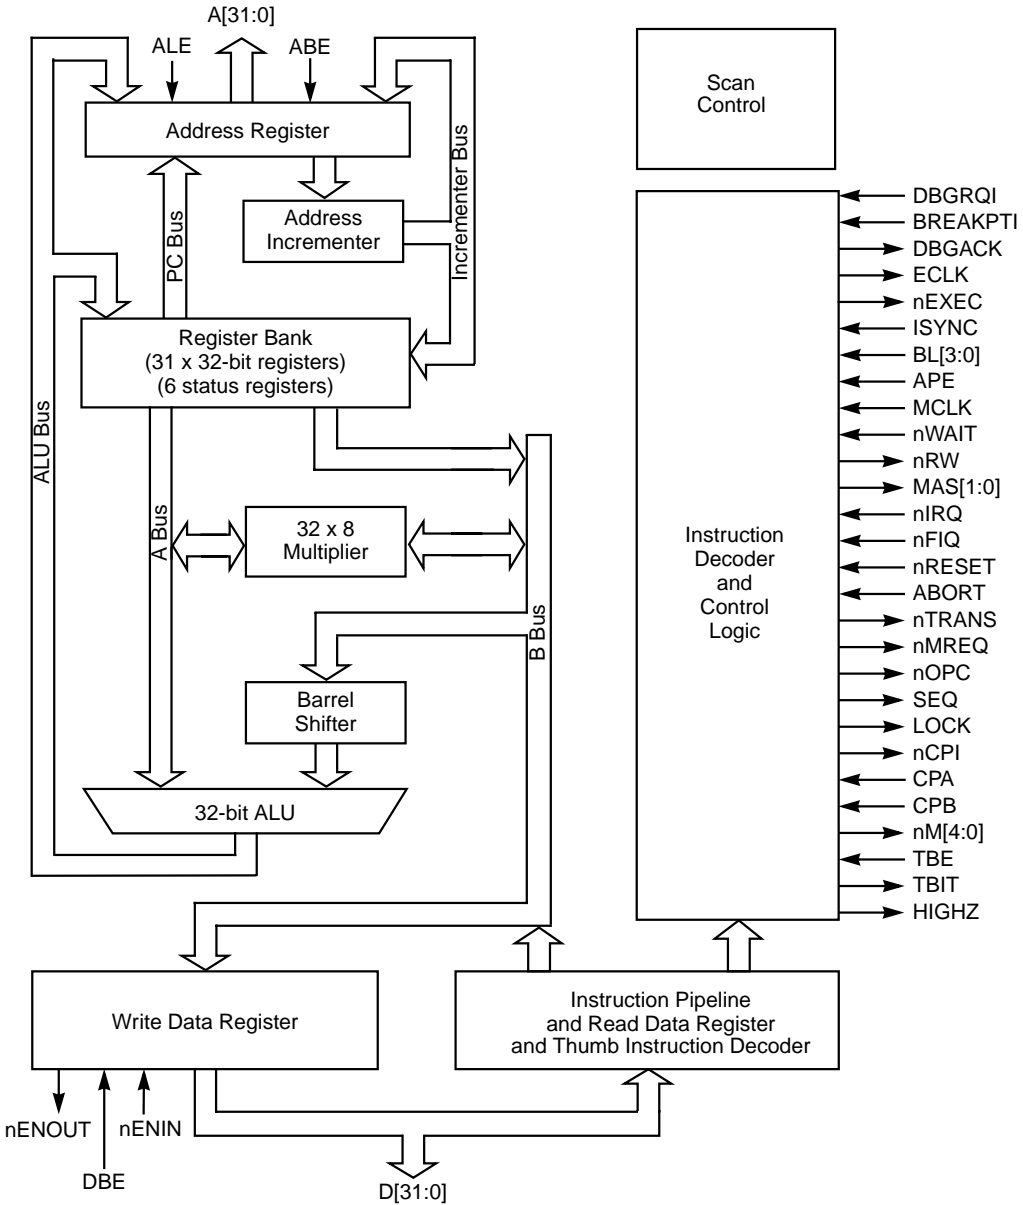 A[31:0]
ALE
ABE
Address Register
Scan
Control
Incrementer Bus
PC Bus
Address
Incrementer
Register Bank
(31 x 32-bit registers)
(6 status registers)
ALU Bus
A Bus
32 x 8
Multiplier
B Bus
Barrel
Shifter
32-bit ALU
Instruction
Decoder
and
Control
Logic
DBGRQI
BREAKPTI
DBGACK
ECLK
nEXEC
ISYNC
BL[3:0]
APE
MCLK
nWAIT
nRW
MAS[1:0]
nIRQ
nFIQ
nRESET
ABORT
nTRANS
nMREQ
nOPC
SEQ
LOCK
nCPI
CPA
CPB
nM[4:0]
TBE
TBIT
HIGHZ
Write Data Register
Instruction Pipeline
and Read Data Register
and Thumb Instruction Decoder
nENOUT
nENIN
DBE
D[31:0]